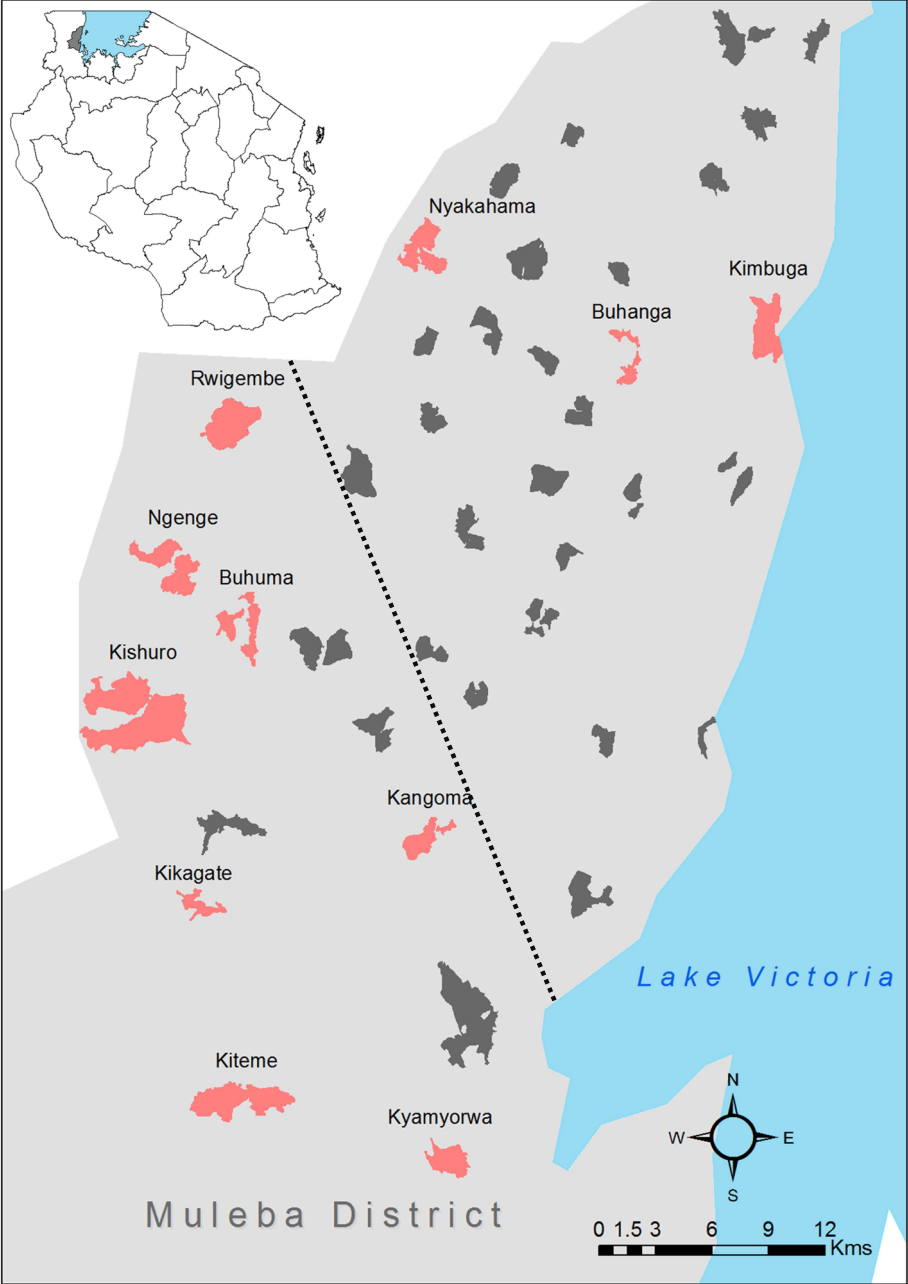 Nyakahama
Kimbuga
Buhanga
Rwigembe
Ngenge
Buhuma
Kishuro
Kangoma
Kikagate
Lake Victoria
Kiteme
N
Kyamyorwa
W E
S
Muleba District
0 1.5 3 6 9 12
Kms